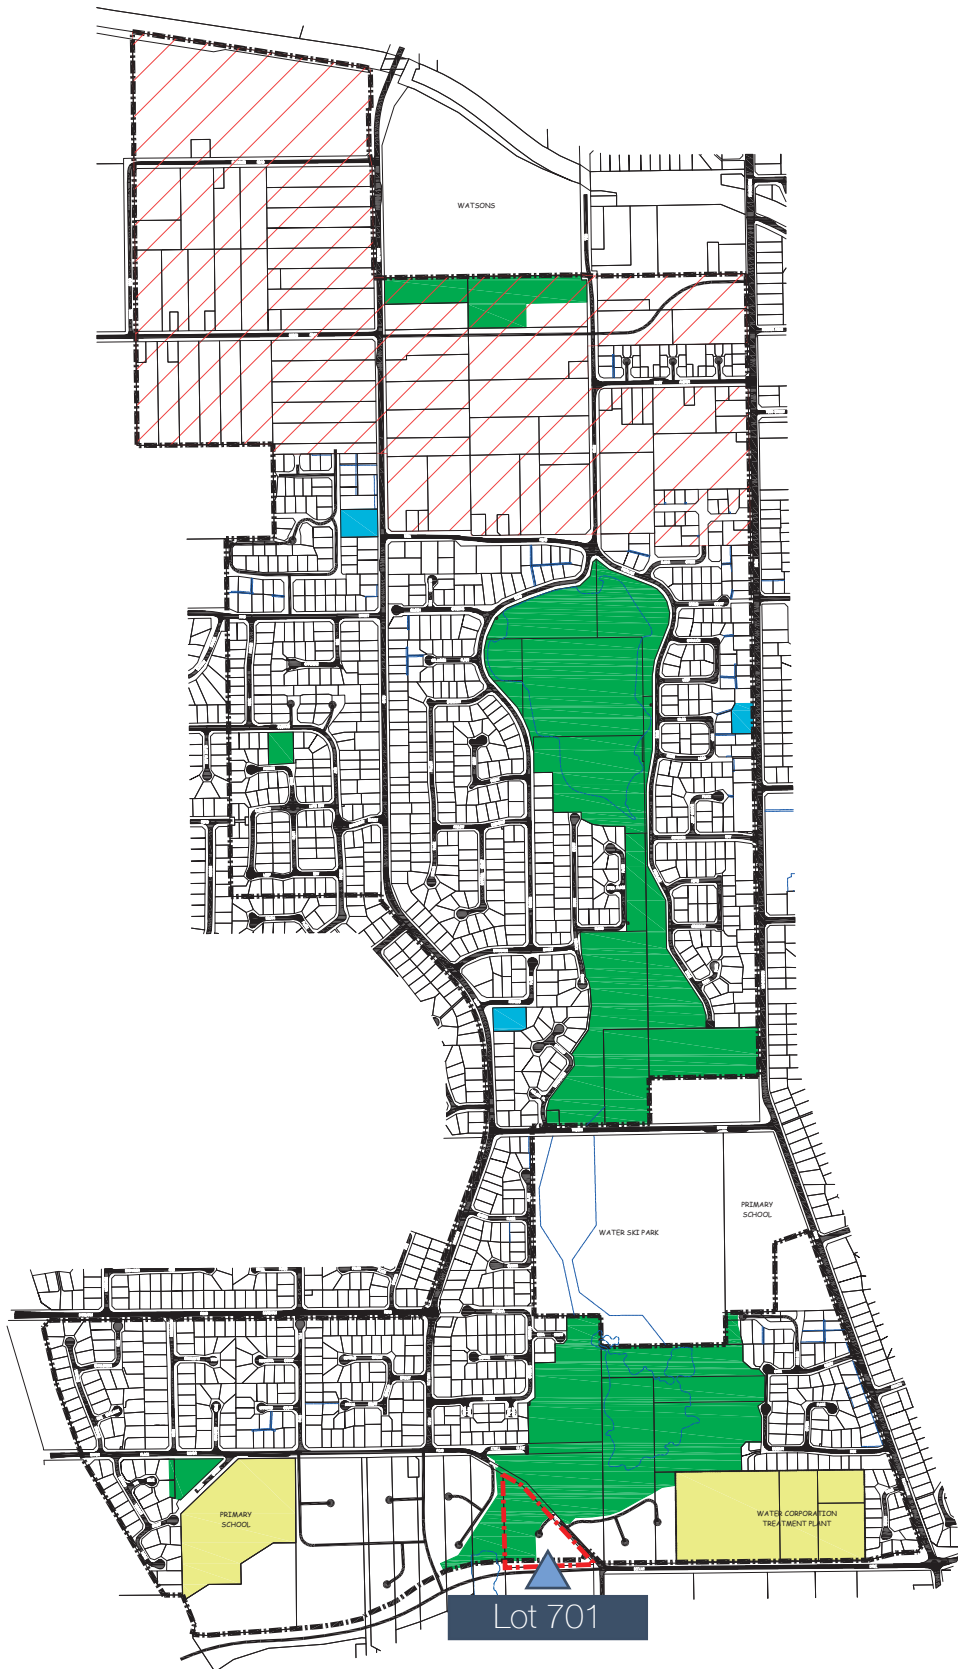 WATSONS
PRIMARY
SCHOOL
WATER SKI PARK
PRIMARY
SCHOOL
WATER CORPORATION
TREATMENT PLANT
Lot 701